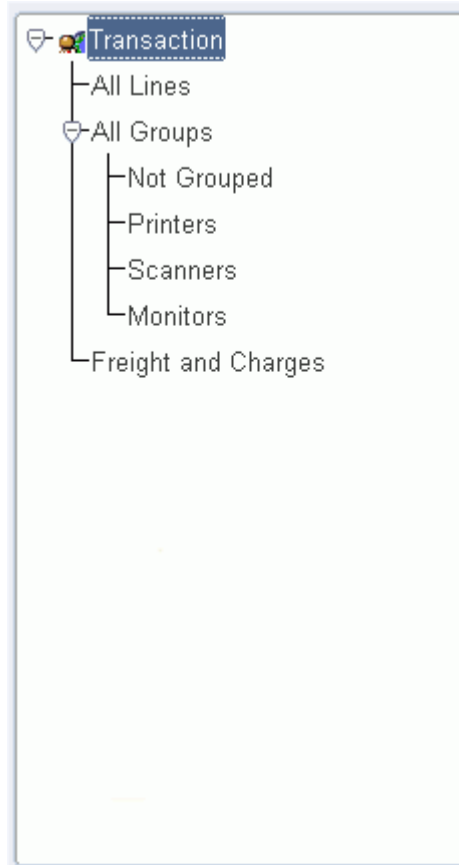 Transaction
All Lines
All Groups
Not Grouped
Printers
Scanners
Monitors
Freight and Charges